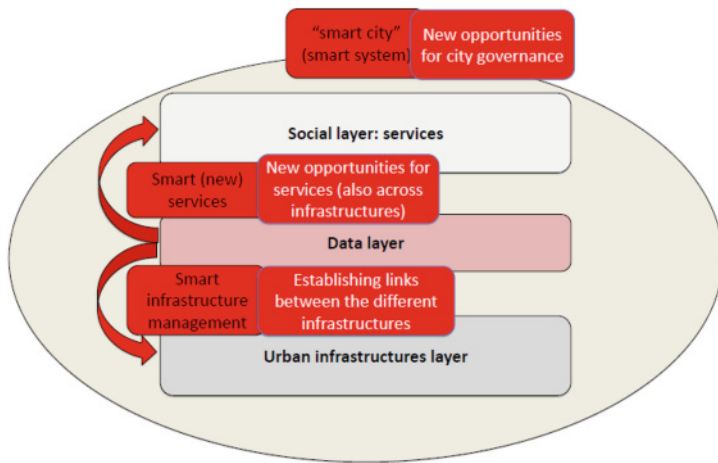 “smart city”
(smart system)
New opportunities
for city governance
Social layer: services
Smart (new)
services
New opportunities for
services (also across
infrastructures)
Data layer
Smart
infrastructure
management
Establishing links
between the different
infrastructures
Urban infrastructures layer